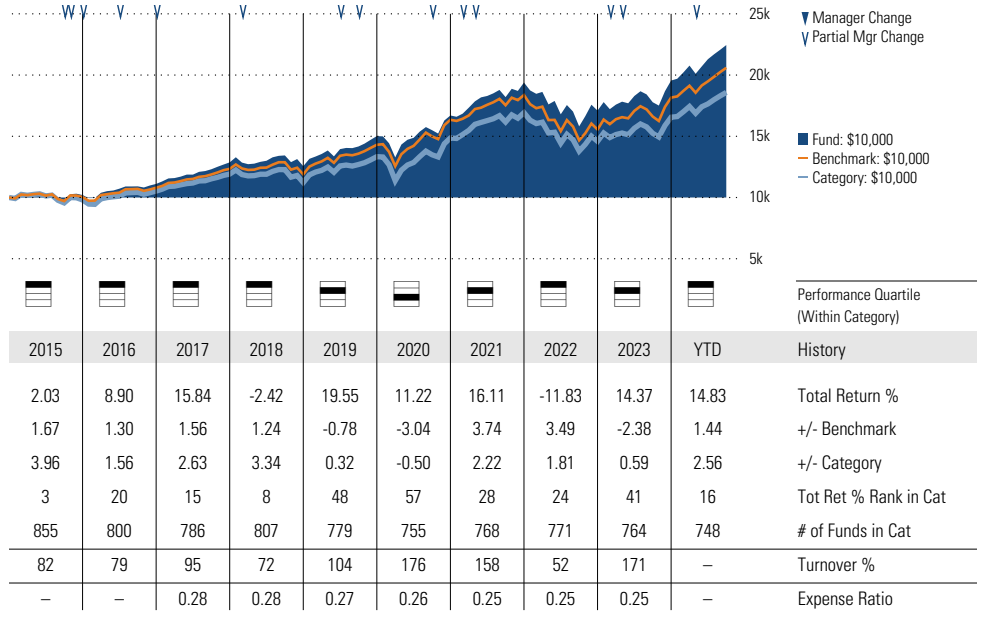 25k
20k
15k
10k
5k
Manager Change
Partial Mgr Change
Fund: $10,000
Benchmark: $10,000
Category: $10,000
Performance Quartile
(Within Category)
2015 2016 2017 2018 2019 2020 2021 2022 2023 YTD History
2.03 8.90 15.84 -2.42 19.55 11.22 16.11 -11.83 14.37 14.83 Total Return %
1.67 1.30 1.56 1.24 -0.78 -3.04 3.74 3.49 -2.38 1.44 +/- Benchmark
3.96 1.56 2.63 3.34 0.32 -0.50 2.22 1.81 0.59 2.56 +/- Category
3 20 15 8 48 57 28 24 41 16 Tot Ret % Rank in Cat
855 800 786 807 779 755 768 771 764 748 # of Funds in Cat
82 79 95 72 104 176 158 52 171 – Turnover %
– – 0.28 0.28 0.27 0.26 0.25 0.25 0.25 – Expense Ratio